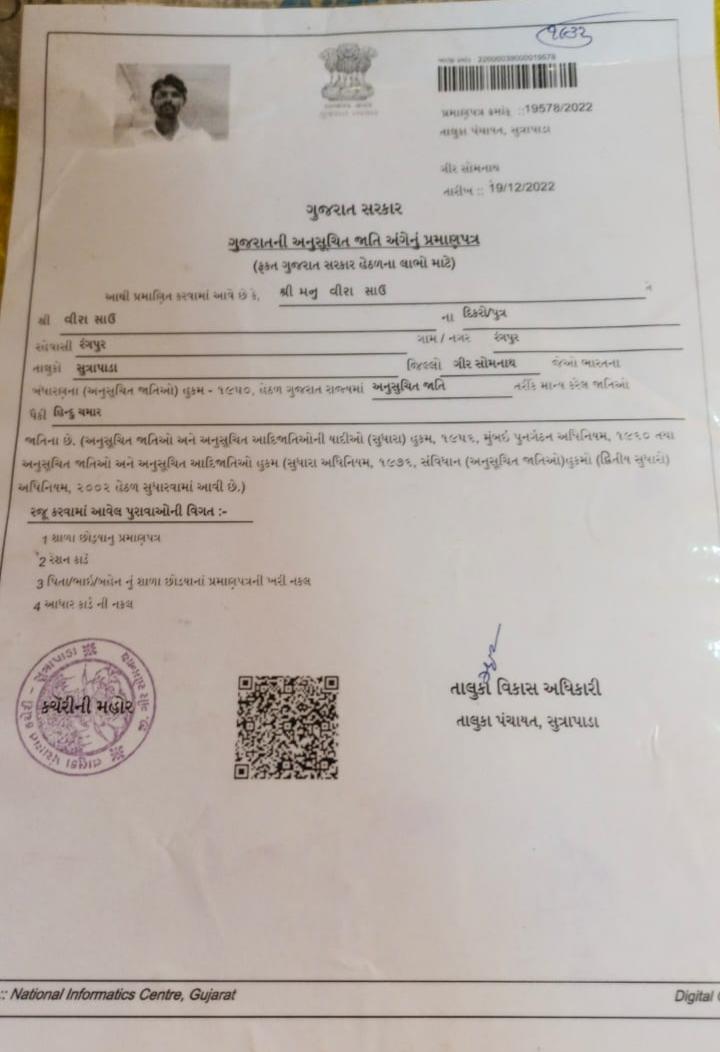 ૧૯૩૨
22600039000019578
પ્રમાણપત્ર ક્રમાંક ::19578/2022
તાલુકા પંચાયત, સુત્રાપાડા
ગીર સોમનાથ
તારીખ :: 19/12/2022
ગુજરાત સરકાર
ગુજરાતની અનુસૂચિત જાતિ અંગેનું પ્રમાણપત્ર
(ફક્ત ગુજરાત સરકાર હેઠળના લાભો માટે)
આથી પ્રમાણિત કરવામાં આવે છે કે, શ્રી મનુ વીરા સાઉ ને
શ્રી વીરા સાઉ ના દિકરો/પુત્ર
રહેવાસી રંગપુર ગામ / નગર રંગપુર
તાલુકો સુત્રાપાડા જિલ્લો ગીર સોમનાથ જેઓ ભારતના
બંધારણના (અનુસૂચિત જાતિઓ) હુકમ - ૧૯૫૦, હેઠળ ગુજરાત રાજ્યમાં અનુસૂચિત જાતિ તરીકે માન્ય કરેલ જાતિઓ
પૈકી હિન્દુ ચમાર
જાતિના છે. (અનુસૂચિત જાતિઓ અને અનુસૂચિત આદિજાતિઓની યાદીઓ (સુધારા) હુકમ, ૧૯૫૬, મુંબઇ પુનર્ગઠન અધિનિયમ, ૧૯૬૦ તથા
અનુસૂચિત જાતિઓ અને અનુસૂચિત આદિજાતિઓ હુકમ (સુધારા અધિનિયમ, ૧૯૭૬, સંવિધાન (અનુસૂચિત જાતિઓ)હુકમો (દ્વિતીય સુધારો)
અધિનિયમ, ૨૦૦૨ હેઠળ સુધારવામાં આવી છે.)
રજૂ કરવામાં આવેલ પુરાવાઓની વિગત :-
1 શાળા છોડ્યાનુ પ્રમાણપત્ર
2 રેશન કાર્ડ
3 પિતા/ભાઇ/બહેન નું શાળા છોડ્યાનાં પ્રમાણપત્રની ખરી નકલ
4 આધાર કાર્ડ ની નકલ
કચેરીની મહોર
તાલુકા વિકાસ અધિકારી
તાલુકા પંચાયત, સુત્રાપાડા
:: National Informatics Centre, Gujarat
Digital